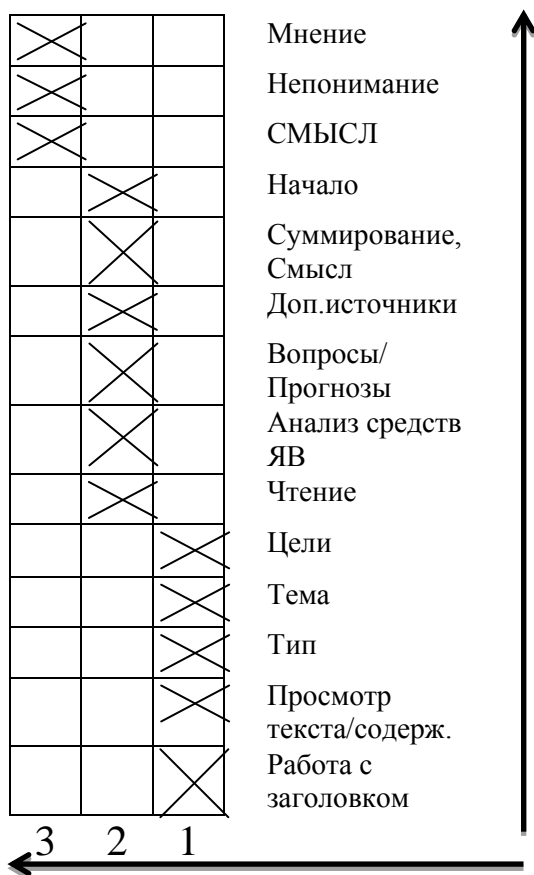 Мнение
Непонимание
СМЫСЛ
Начало
Суммирование,
Смысл
Доп.источники
Вопросы/
Прогнозы
Анализ средств
ЯВ
Чтение
Цели
Тема
Тип
Просмотр
текста/содерж.
Работа с
заголовком
3 2 1